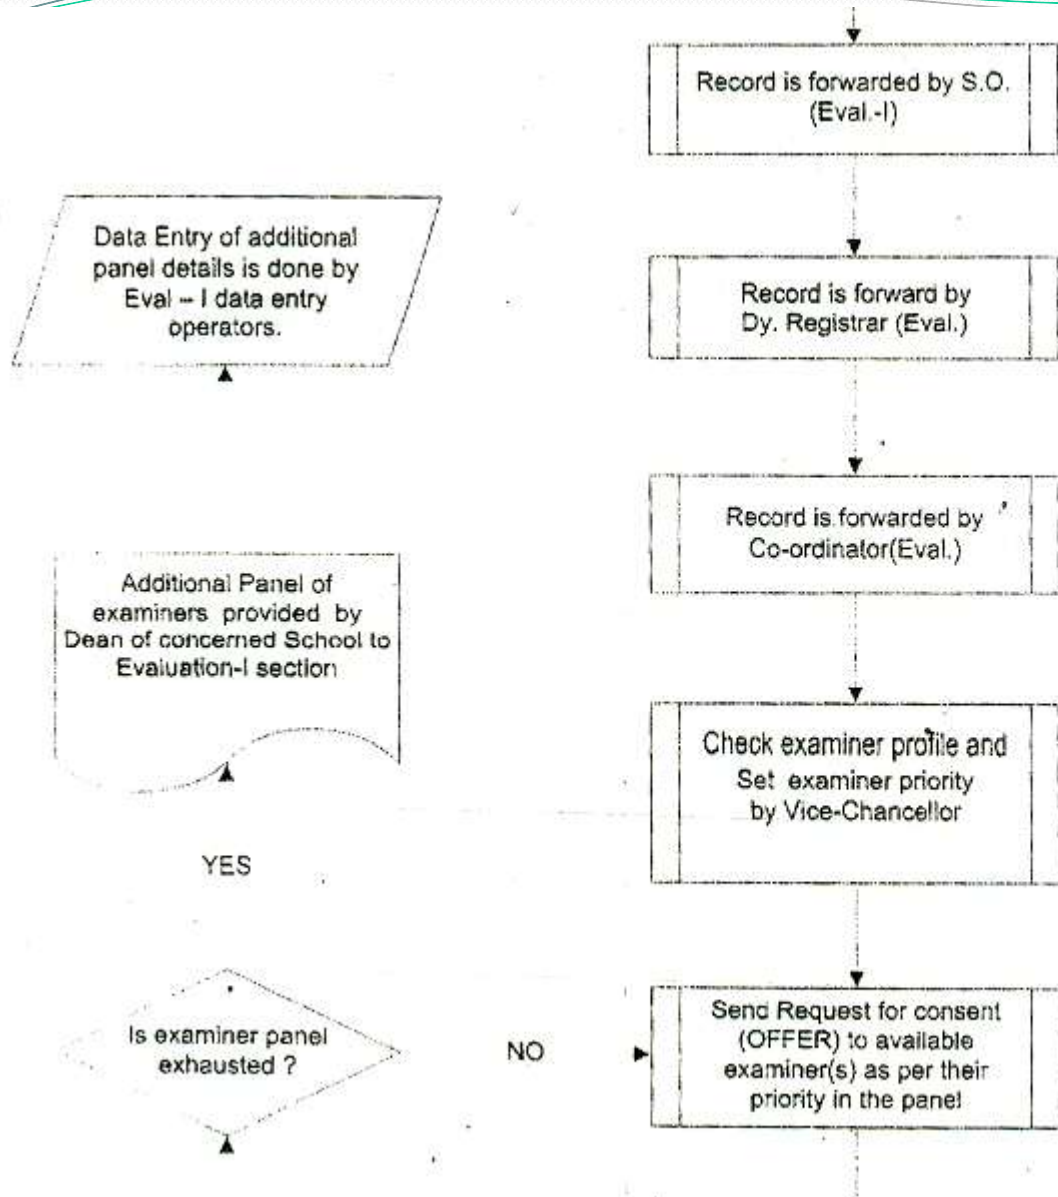 Record is forwarded by S.O.
(Eval.-I)
Data Entry of additional
panel details is done by
Eval – I data entry
operators.
Record is forward by
Dy. Registrar (Eval.)
Record is forwarded by
Co-ordinator(Eval.)
Additional Panel of
examiners provided by
Dean of concerned School to
Evaluation-I section
Check examiner profile and
Set examiner priority
by Vice-Chancellor
YES
Is examiner panel
exhausted ?
NO
Send Request for consent
(OFFER) to available
examiner(s) as per their
priority in the panel